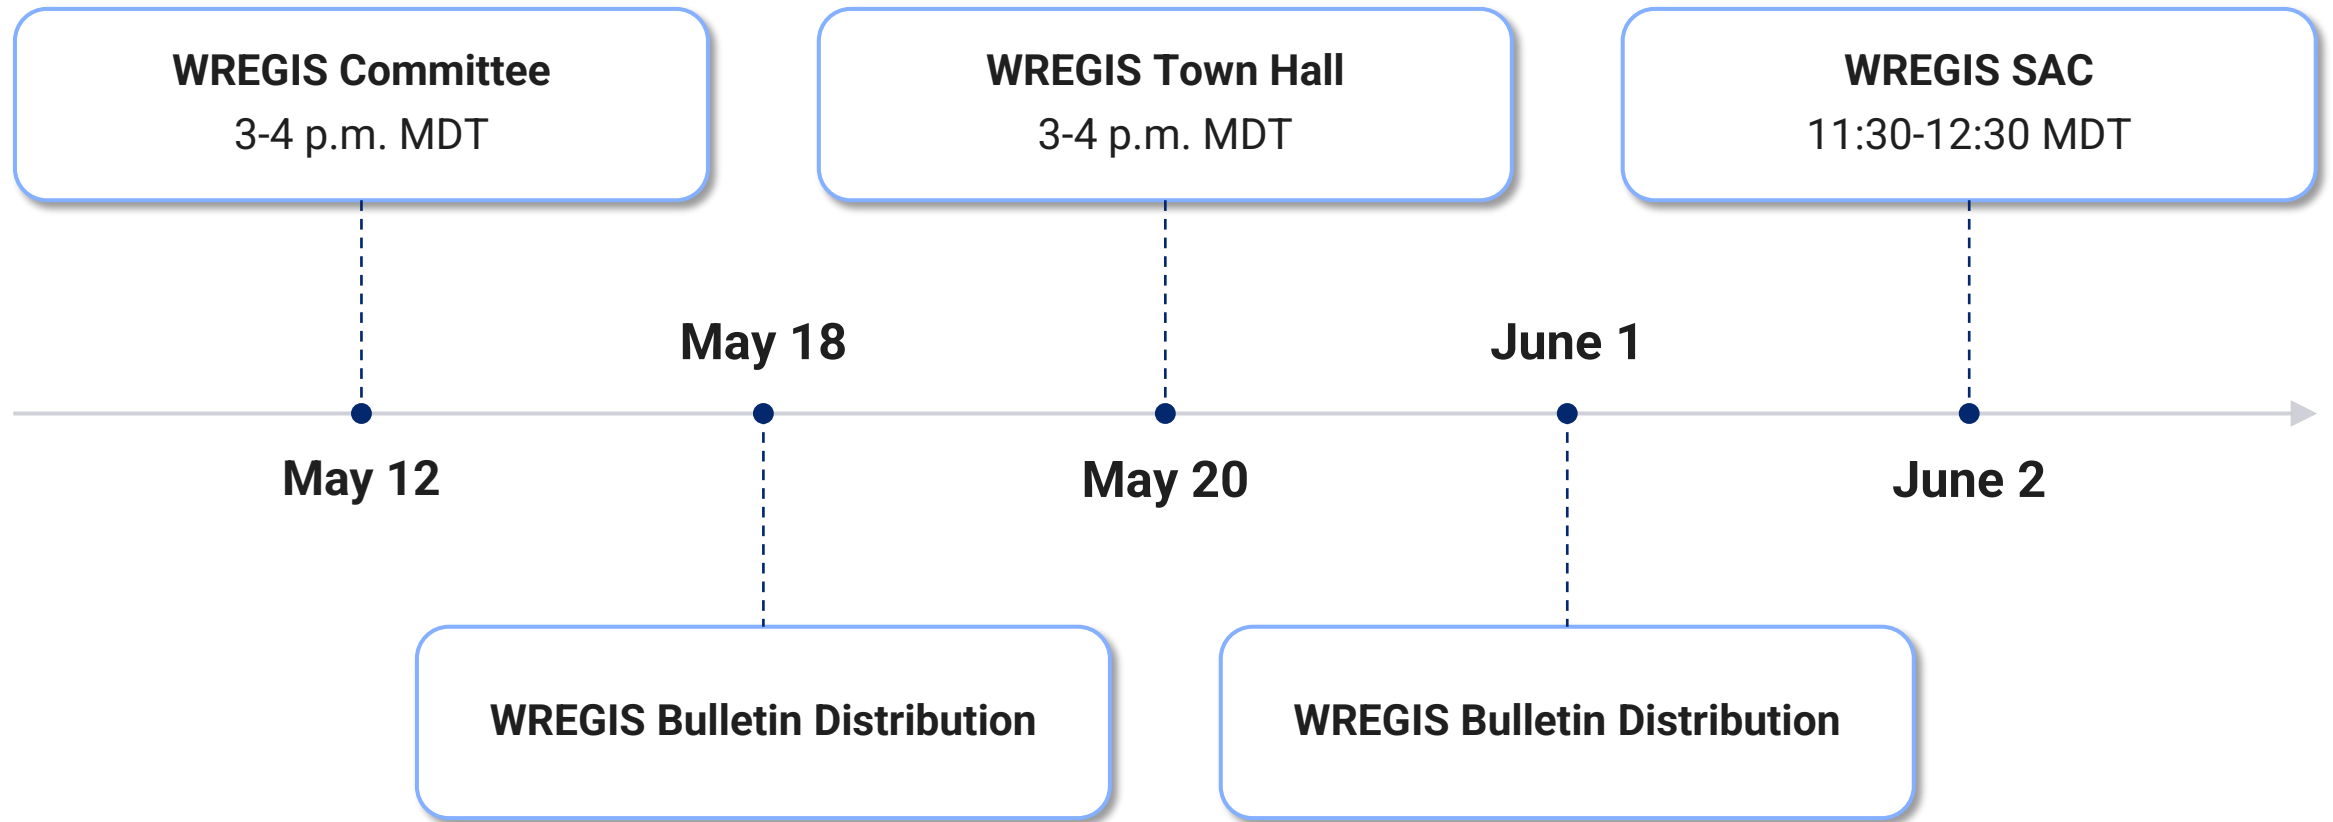 WREGIS Committee
3-4 p.m. MDT
WREGIS Town Hall
3-4 p.m. MDT
WREGIS SAC
11:30-12:30 MDT
May 18
June 1
May 12
May 20
June 2
WREGIS Bulletin Distribution
WREGIS Bulletin Distribution